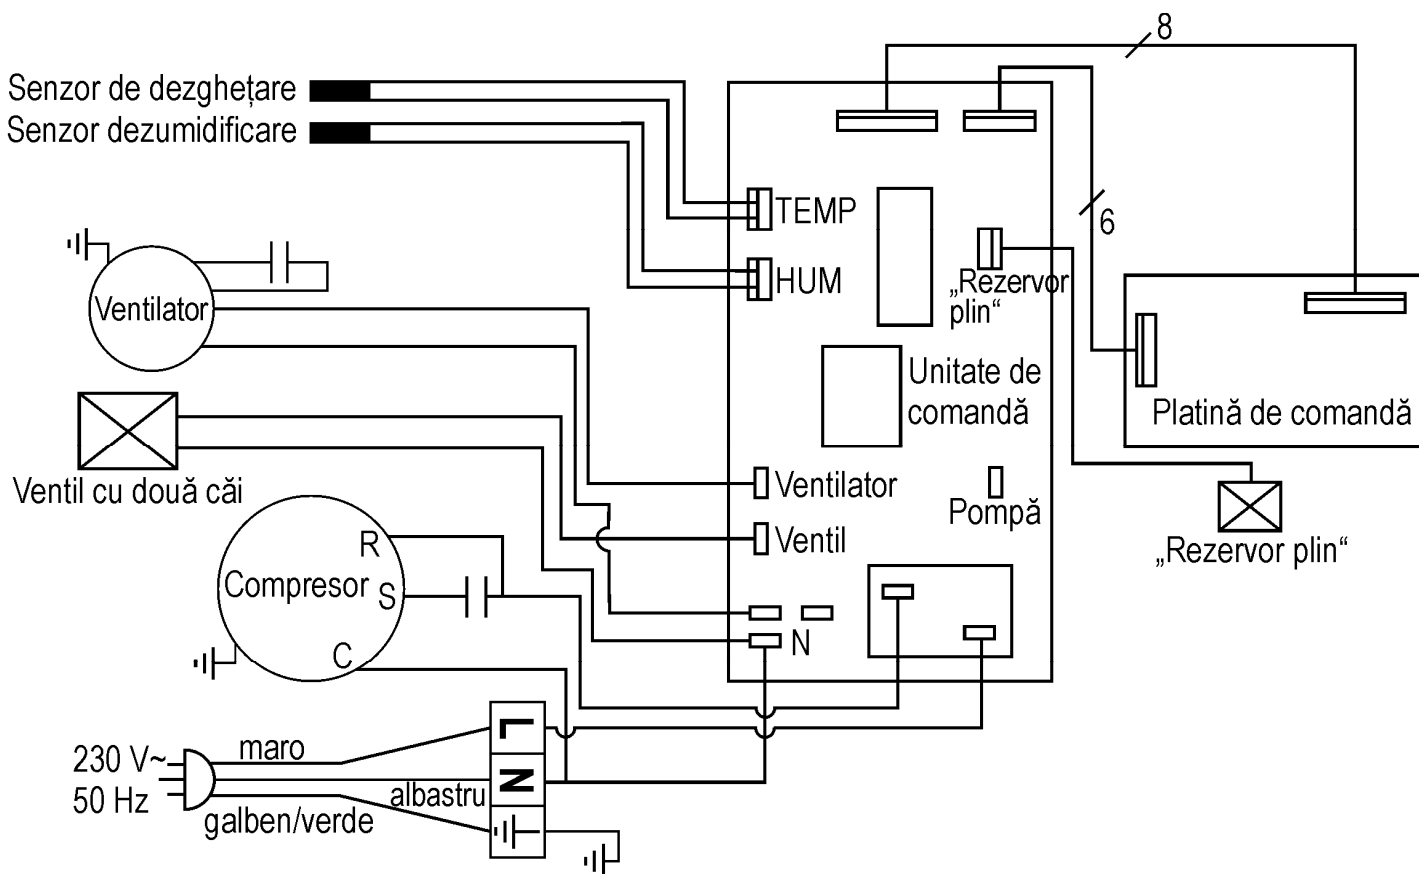 8
Senzor de dezghețare
Senzor dezumidificare
TEMP
6
HUM
„Rezervor
plin“
Ventilator
Unitate de
comandă
Platină de comandă
Ventil cu două căi
Ventilator
Pompă
Ventil
„Rezervor plin“
R
Compresor
S
C
N
L
maro
230 V~
50 Hz
N
albastru
galben/verde